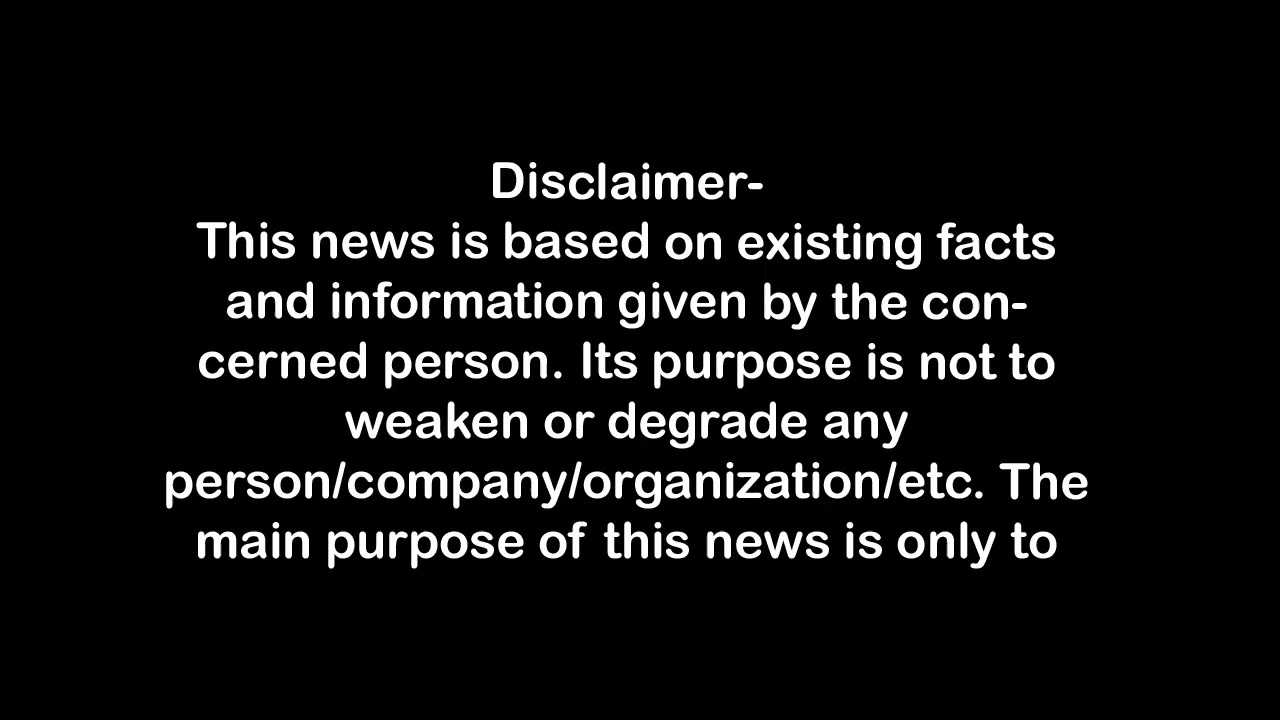 Disclaimer-
This news is based on existing facts
and information given by the con-
cerned person. Its purpose is not to
weaken or degrade any
person/company/organization/etc. The
main purpose of this news is only to